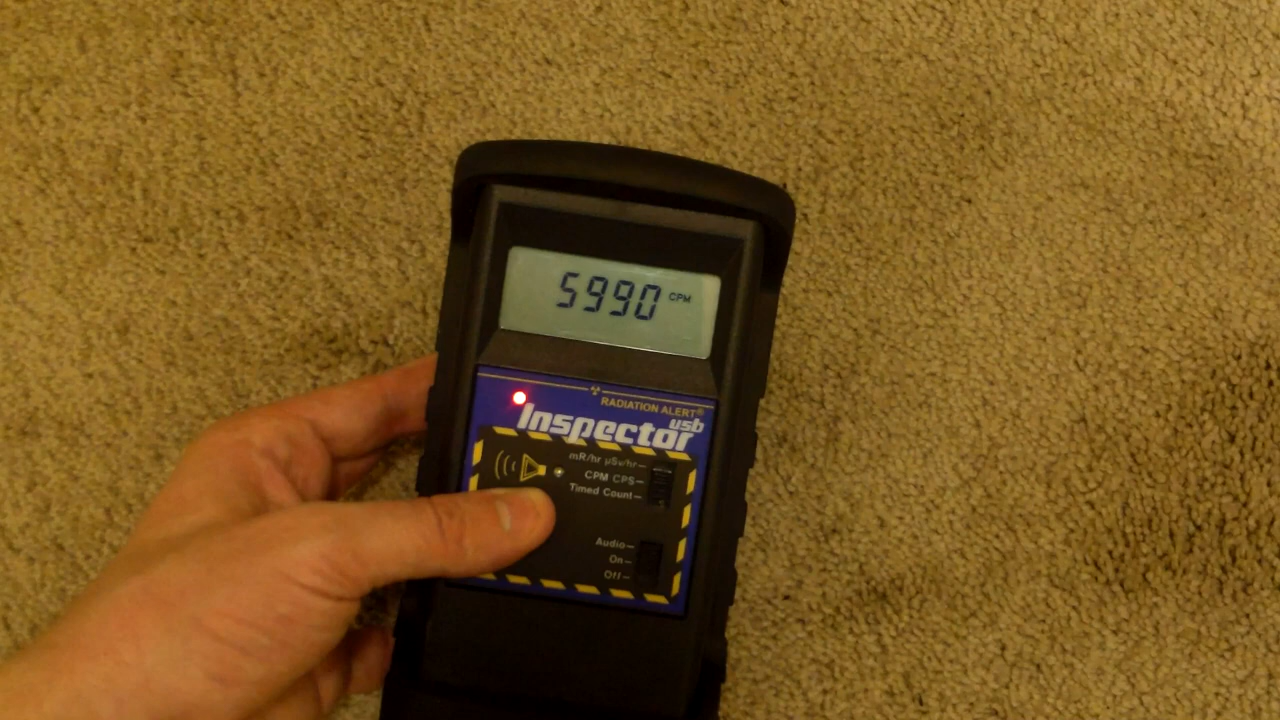 5990 CPM
RADIATION ALERT®
Inspector usb
mR/hr µSv/hr
CPM CPS
Timed Count
Audio
On
Off